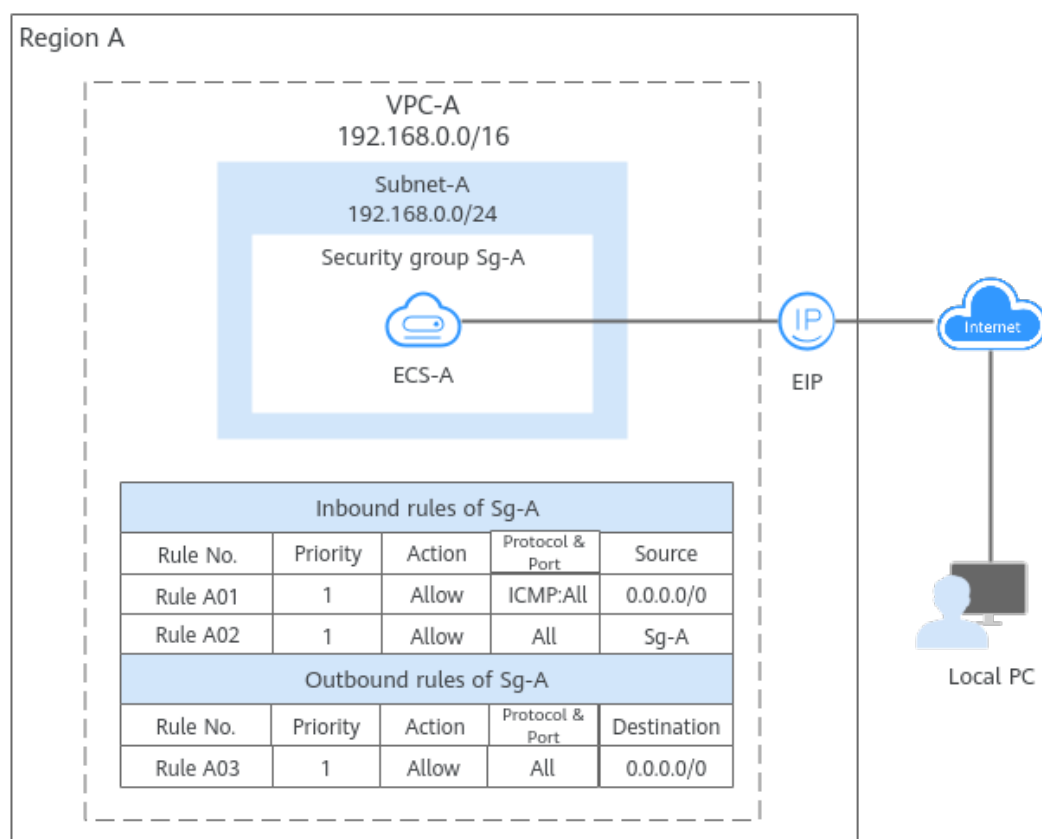 Region A
VPC-A
192.168.0.0/16
Subnet-A
192.168.0.0/24
Security group Sg-A
ECS-A
IP
EIP
Internet
Local PC
Inbound rules of Sg-A
Rule No. Priority Action Protocol & Port Source
Rule A01 1 Allow ICMP:All 0.0.0.0/0
Rule A02 1 Allow All Sg-A
Outbound rules of Sg-A
Rule No. Priority Action Protocol & Port Destination
Rule A03 1 Allow All 0.0.0.0/0